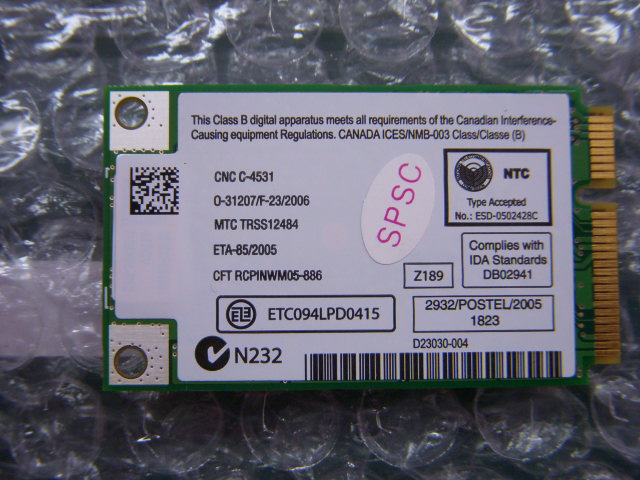 This Class B digital apparatus meets all requirements of the Canadian Interference-
Causing equipment Regulations. CANADA ICES/NMB-003 Class/Classe (B)
CNC C-4531
O-31207/F-23/2006
MTC TRSS12484
ETA-85/2005
CFT RCPINWM05-886
SPSC
NTC
Type Accepted
No.: ESD-0502428C
Complies with
IDA Standards
DB02941
Z189
ETC094LPD0415
2932/POSTEL/2005
1823
N232
D23030-004